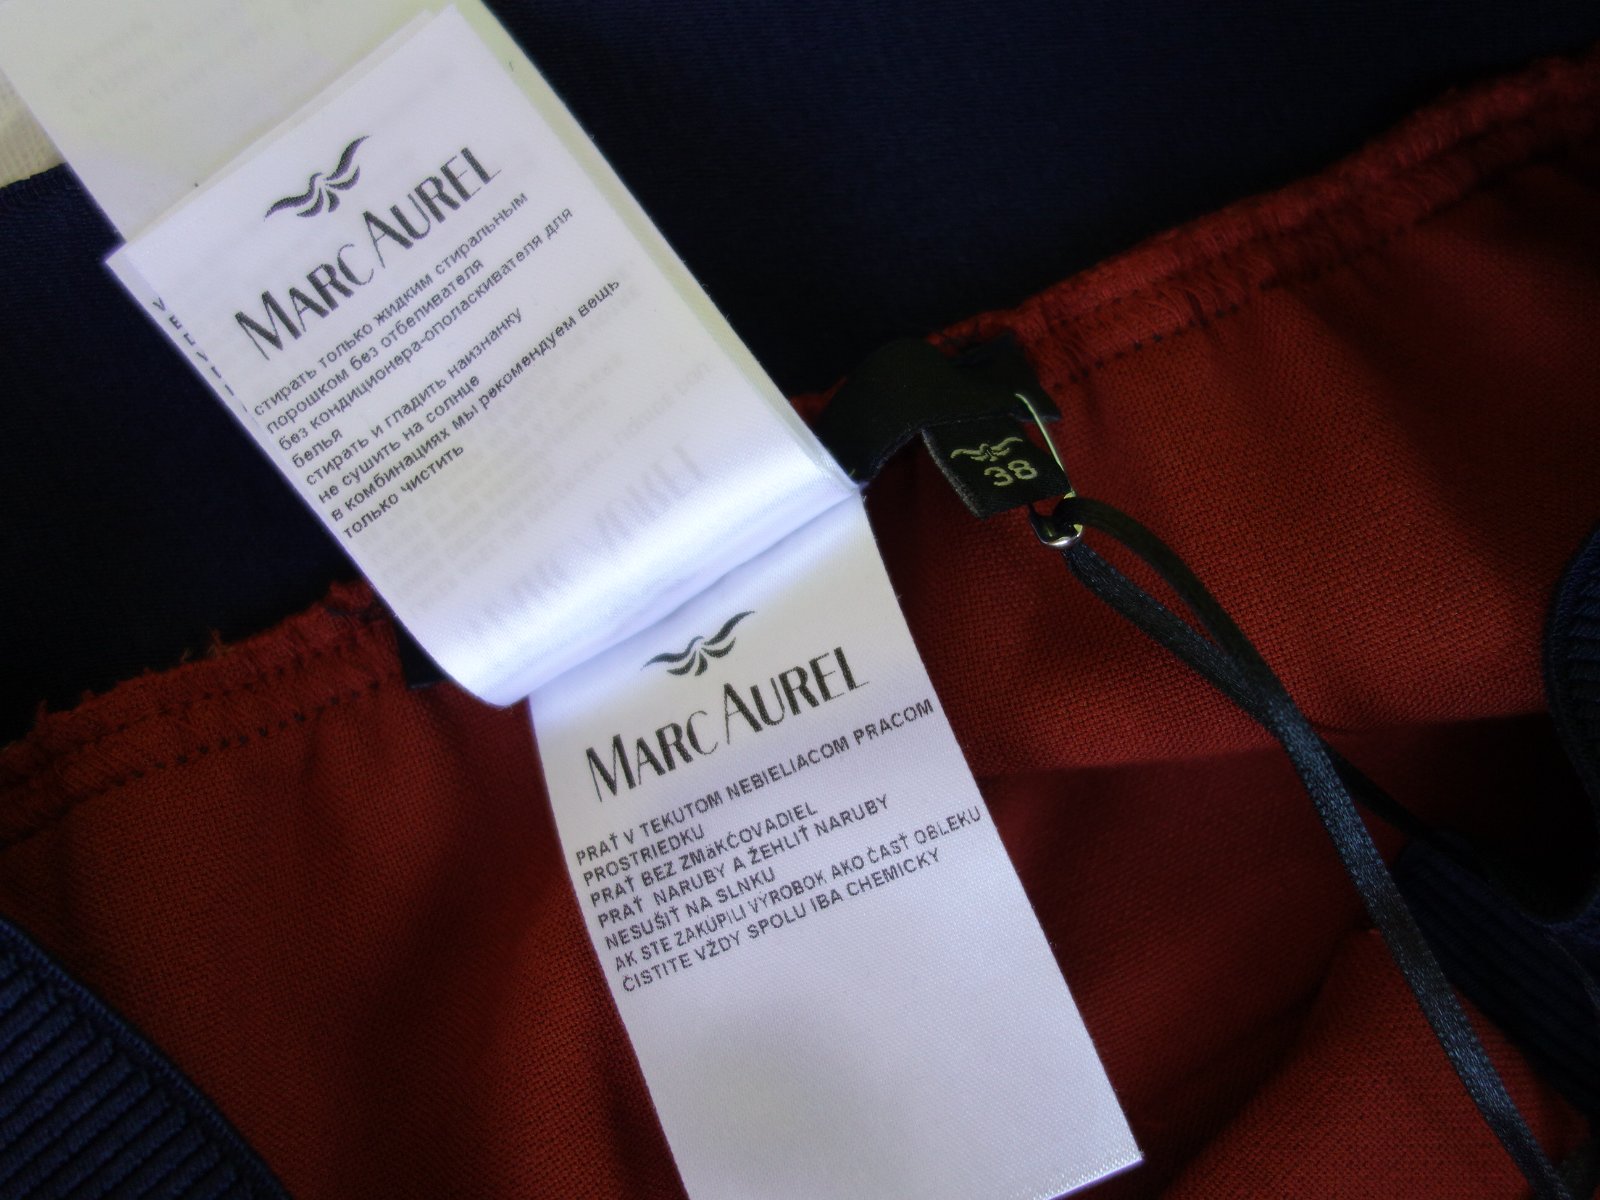 MARC AUREL
стирать только жидким стиральным
порошком без отбеливателя
без кондиционера-ополаскивателя для
белья
стирать и гладить наизнанку
не сушить на солнце
в комбинациях мы рекомендуем вещь
только чистить
38
MARC AUREL
PRAŤ V TEKUTOM NEBIELIACOM PRACOM
PROSTRIEDKU
PRAŤ BEZ ZMäKČOVADIEL
PRAŤ NARUBY A ŽEHLIŤ NARUBY
NESUŠIŤ NA SLNKU
AK STE ZAKÚPILI VÝROBOK AKO ČASŤ OBLEKU
ČISTITE VŽDY SPOLU IBA CHEMICKY